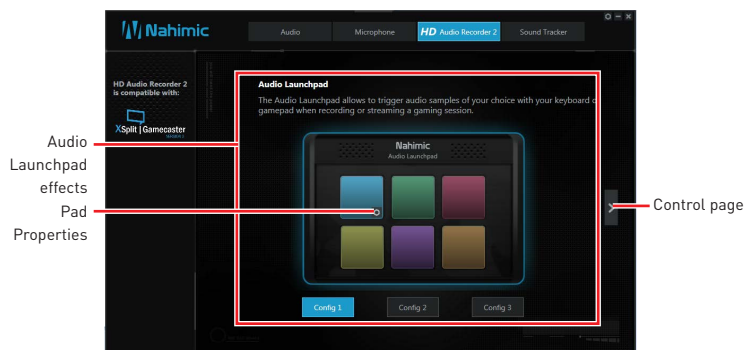 Nahimic
Audio
Microphone
HD Audio Recorder 2
Sound Tracker
HD Audio Recorder 2
is compatible with:
XSplit | Gamecaster
Audio Launchpad
The Audio Launchpad allows to trigger audio samples of your choice with your keyboard o
gamepad when recording or streaming a gaming session.
Nahimic
Audio Launchpad
Audio
Launchpad
effects
Pad
Properties
Control page
Config 1
Config 2
Config 3